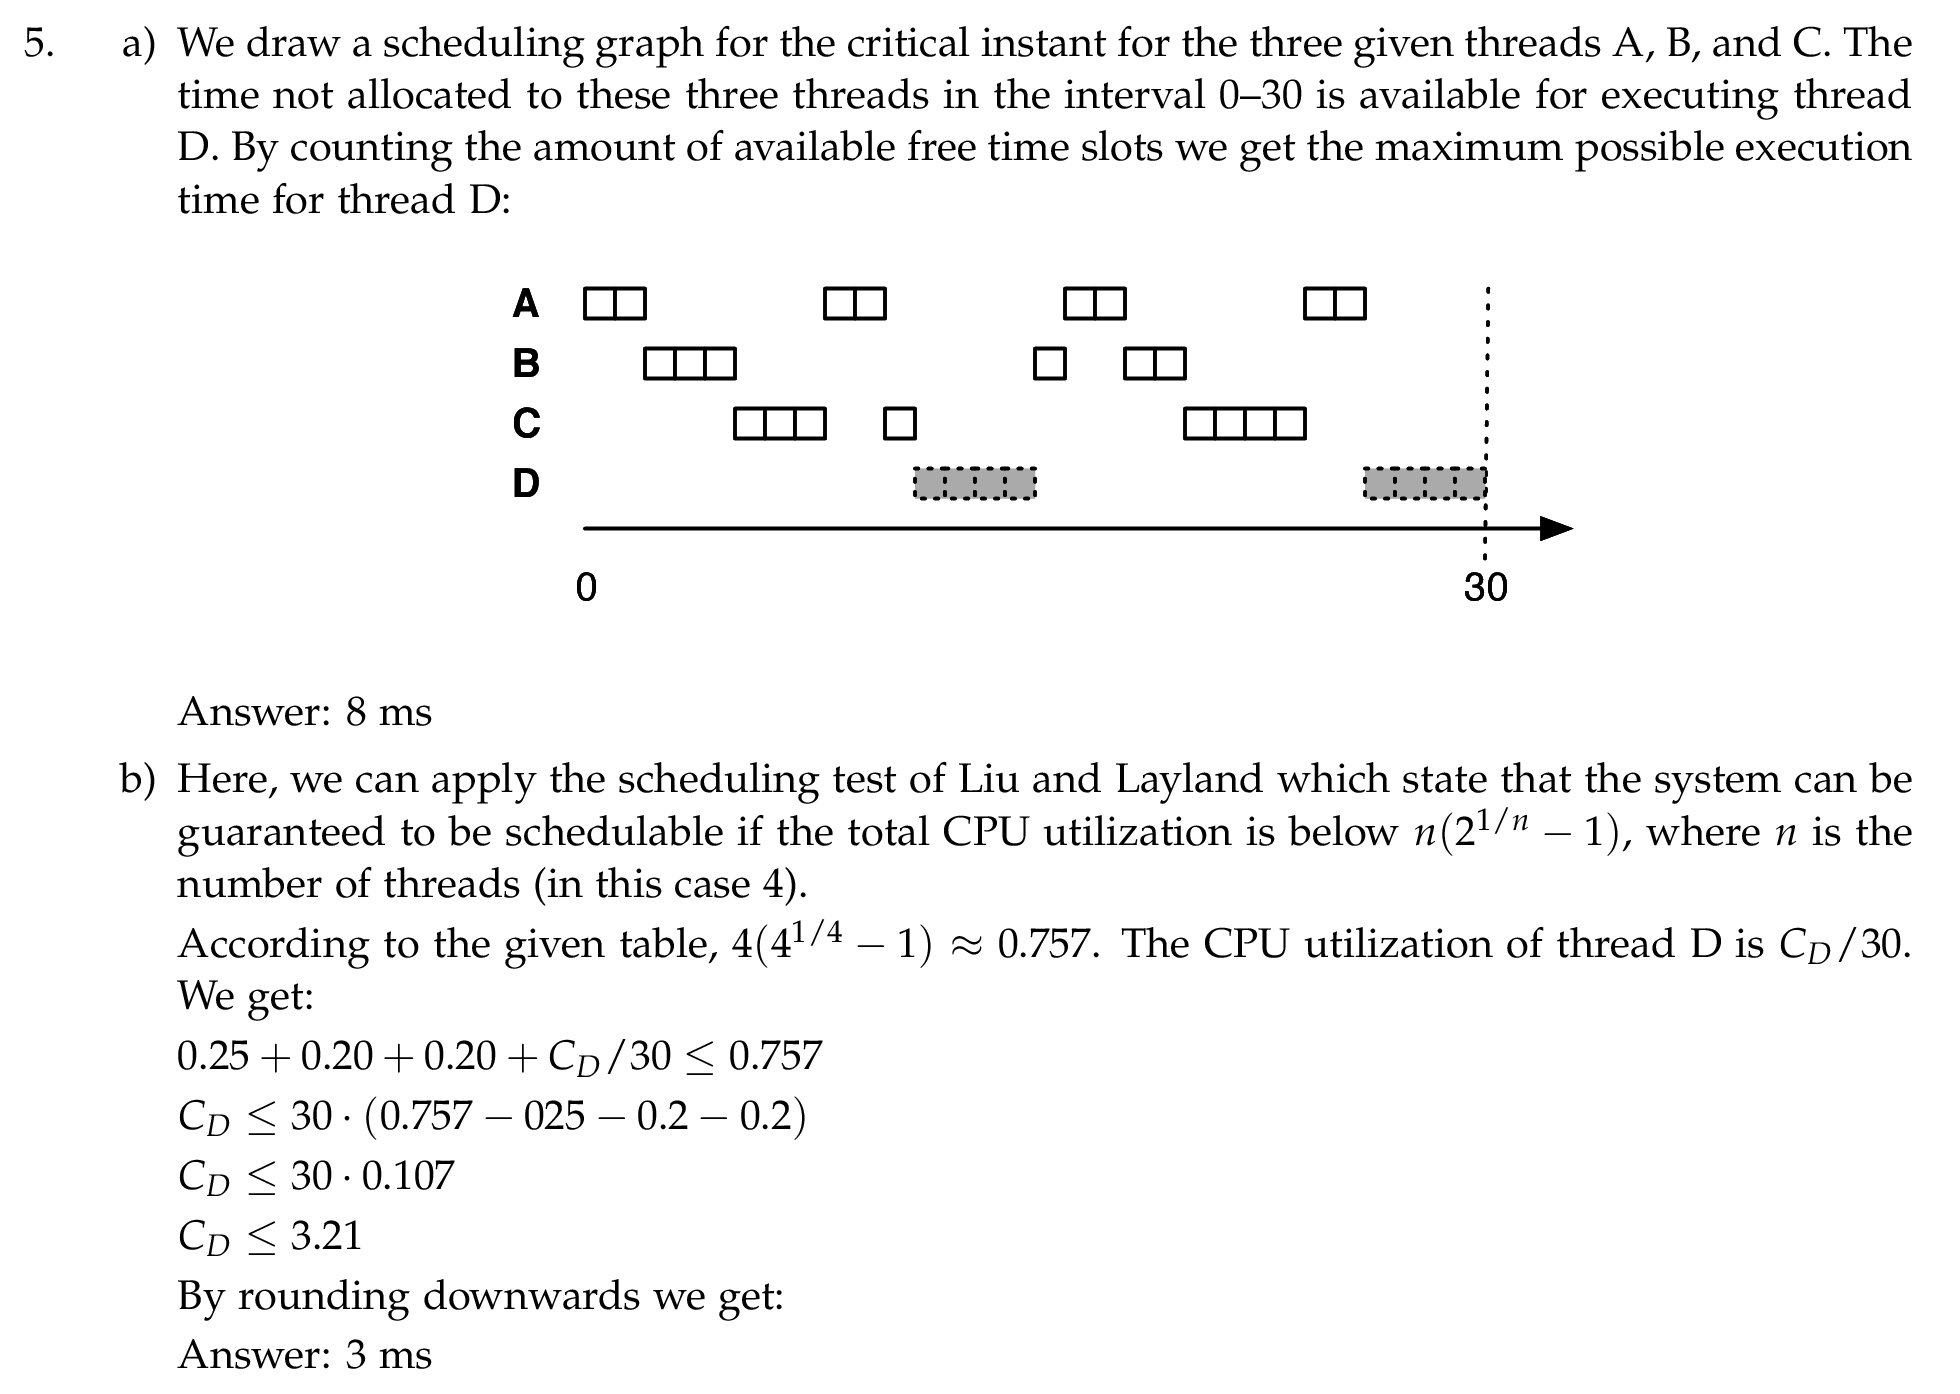 5. a) We draw a scheduling graph for the critical instant for the three given threads A, B, and C. The
time not allocated to these three threads in the interval 0–30 is available for executing thread
D. By counting the amount of available free time slots we get the maximum possible execution
time for thread D:
A
B
C
D
0 30
Answer: 8 ms
b) Here, we can apply the scheduling test of Liu and Layland which state that the system can be
guaranteed to be schedulable if the total CPU utilization is below n(2^{1/n} − 1), where n is the
number of threads (in this case 4).
According to the given table, 4(4^{1/4} − 1) ≈ 0.757. The CPU utilization of thread D is C_D/30.
We get:
0.25 + 0.20 + 0.20 + C_D/30 ≤ 0.757
C_D ≤ 30 · (0.757 − 025 − 0.2 − 0.2)
C_D ≤ 30 · 0.107
C_D ≤ 3.21
By rounding downwards we get:
Answer: 3 ms